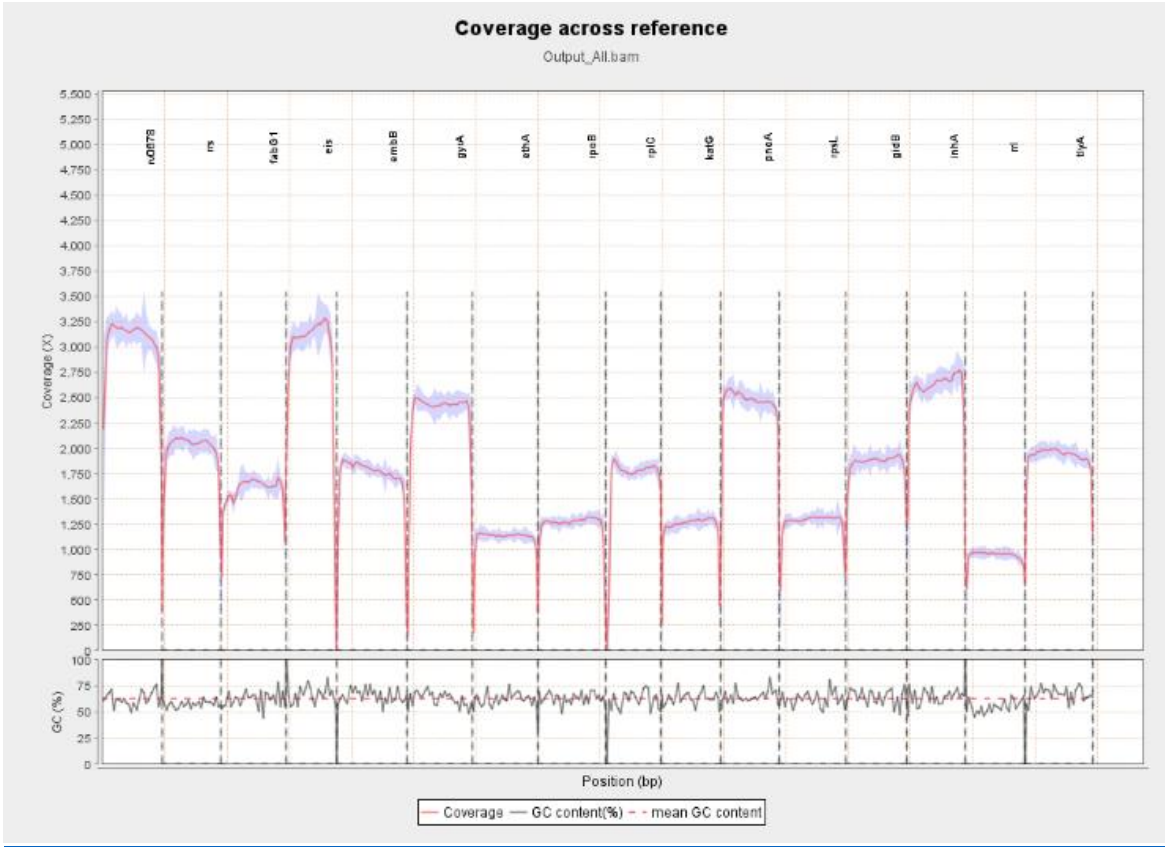 Coverage across reference
Output_All.bam
5,500
5,250
5,000
4,750
4,500
4,250
4,000
3,750
3,500
3,250
3,000
2,750
2,500
2,250
2,000
1,750
1,500
1,250
1,000
750
500
250
0
Coverage (X)
rv0678
rrs
fabG1
eis
embB
gyrA
ethA
rpoB
rplC
katG
pncA
rpsL
gidB
inhA
rrl
tlyA
100
75
50
25
0
GC (%)
Position (bp)
Coverage GC content(%) mean GC content